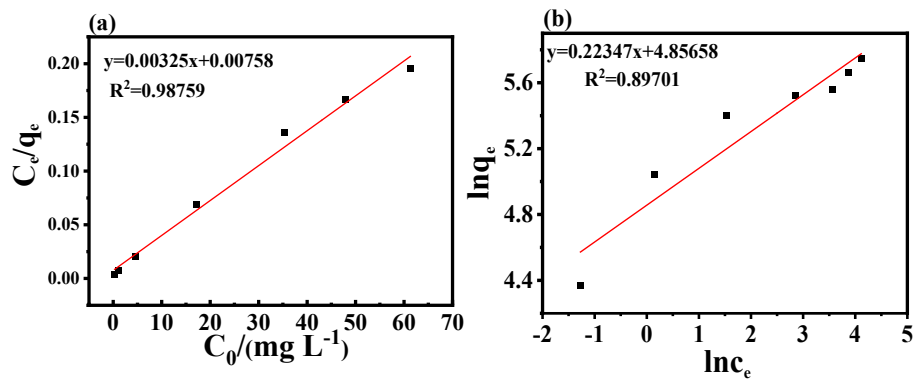 (a)
y=0.00325x+0.00758
R²=0.98759
0.20
0.15
0.10
0.05
0.00
Cₑ/qₑ
0 10 20 30 40 50 60 70
C₀/(mg L⁻¹)
(b)
y=0.22347x+4.85658
R²=0.89701
5.6
5.2
4.8
4.4
lnqₑ
-2 -1 0 1 2 3 4 5
lncₑ